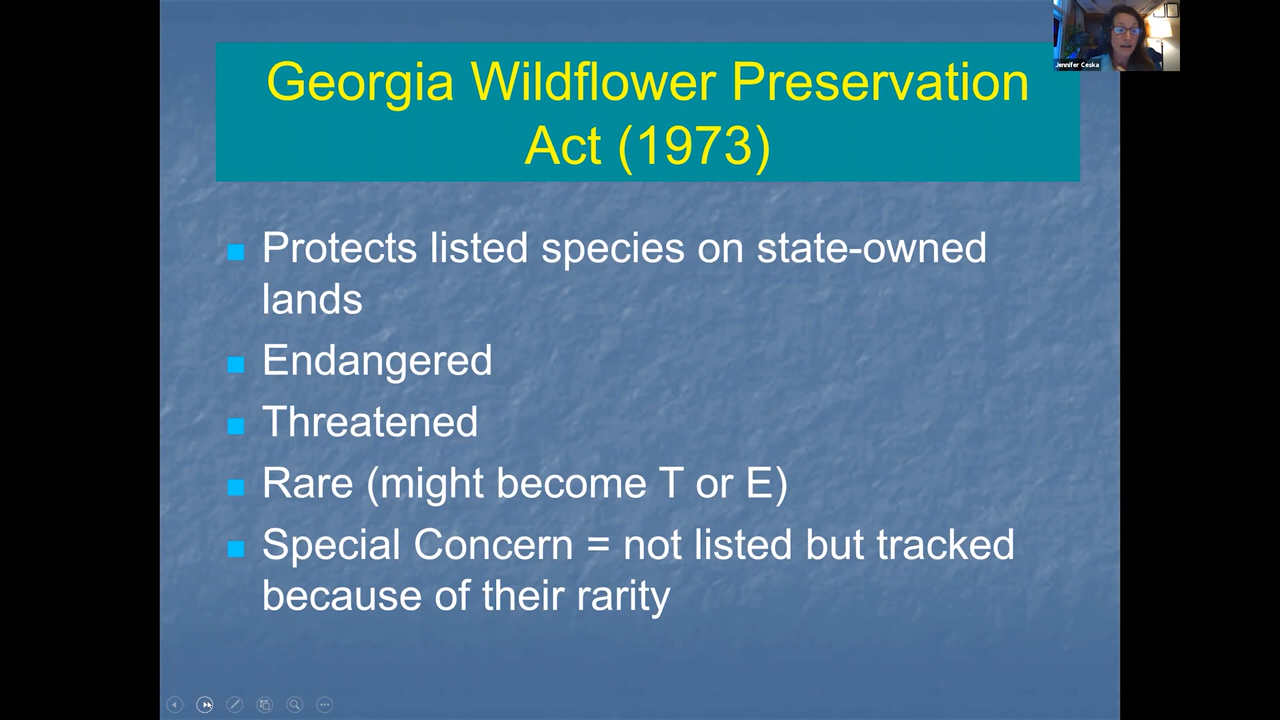 Georgia Wildflower Preservation
Act (1973)
Jennifer Ceska
Protects listed species on state-owned
lands
Endangered
Threatened
Rare (might become T or E)
Special Concern = not listed but tracked
because of their rarity